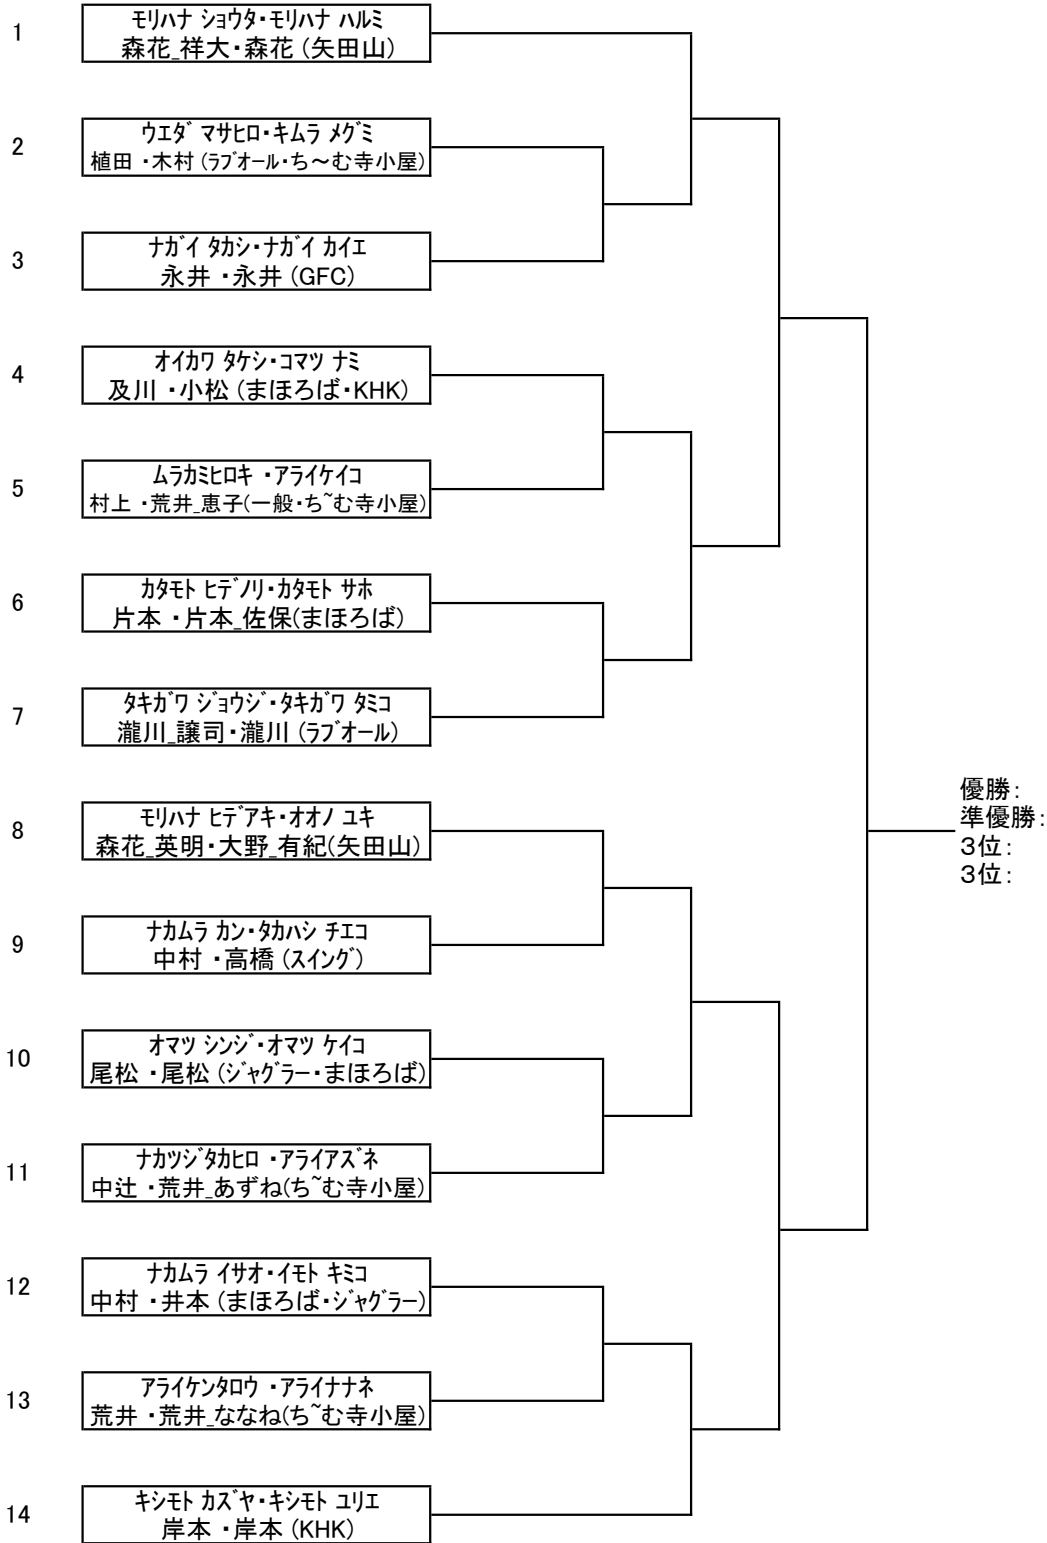 1
モリハナ ショウタ・モリハナ ハルミ
森花_祥大・森花 (矢田山)
2
ウエダ マサヒロ・キムラ メグミ
植田 ・木村 (ラブオール・ち～む寺小屋)
3
ナガイ タカシ・ナガイ カイエ
永井 ・永井 (GFC)
4
オイカワ タケシ・コマツ ナミ
及川 ・小松 (まほろば・KHK)
5
ムラカミヒロキ ・アライケイコ
村上 ・荒井_恵子(一般・ち~む寺小屋)
6
カタモト ヒデノリ・カタモト サホ
片本 ・片本_佐保(まほろば)
7
タキガワ ジョウジ・タキガワ タミコ
瀧川_譲司・瀧川 (ラブオール)
8
モリハナ ヒデアキ・オオノ ユキ
森花_英明・大野_有紀(矢田山)
優勝:
準優勝:
3位:
3位:
9
ナカムラ カン・タカハシ チエコ
中村 ・高橋 (スイング)
10
オマツ シンジ・オマツ ケイコ
尾松 ・尾松 (ジャグラー・まほろば)
11
ナカツジタカヒロ ・アライアズネ
中辻 ・荒井_あずね(ち~む寺小屋)
12
ナカムラ イサオ・イモト キミコ
中村 ・井本 (まほろば・ジャグラー)
13
アライケンタロウ ・アライナナネ
荒井 ・荒井_ななね(ち~む寺小屋)
14
キシモト カズヤ・キシモト ユリエ
岸本 ・岸本 (KHK)